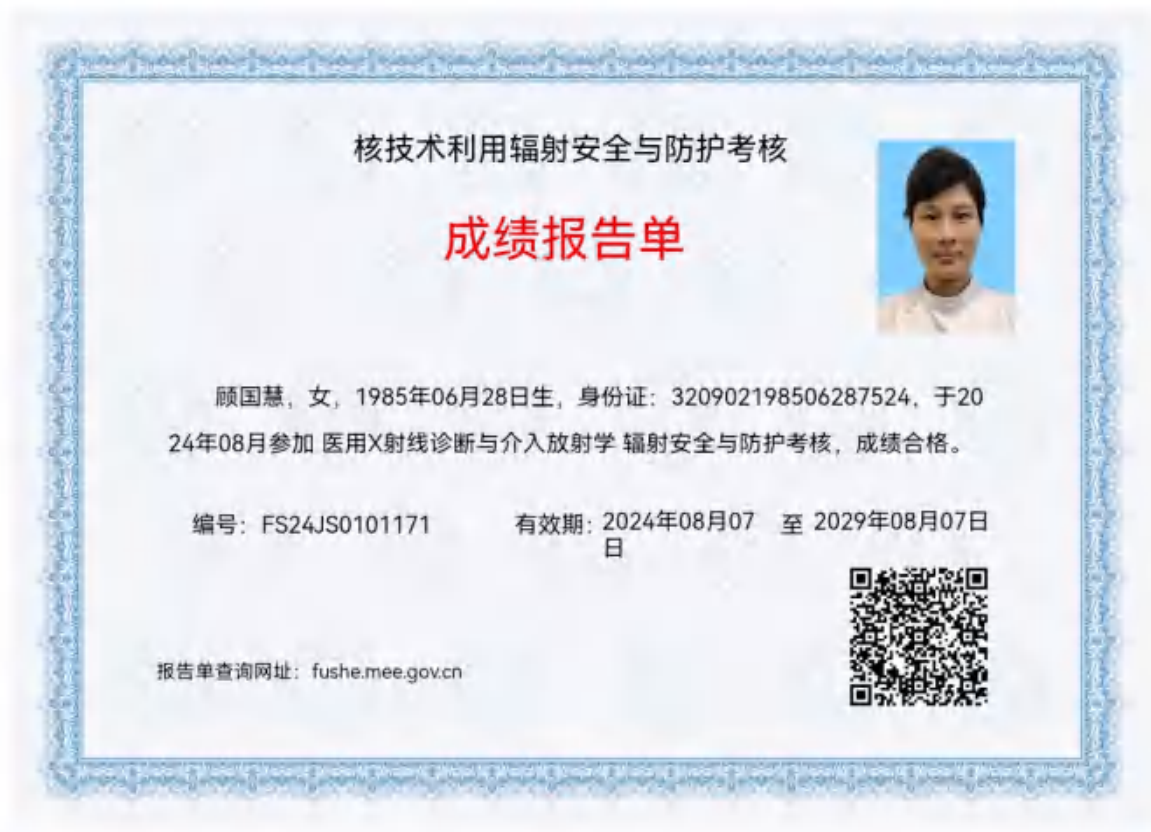 核技术利用辐射安全与防护考核
成绩报告单
顾国慧，女，1985年06月28日生，身份证：320902198506287524，于20
24年08月参加 医用X射线诊断与介入放射学 辐射安全与防护考核，成绩合格。
编号：FS24JS0101171 有效期：2024年08月07日 至 2029年08月07日
报告单查询网址：fushe.mee.gov.cn